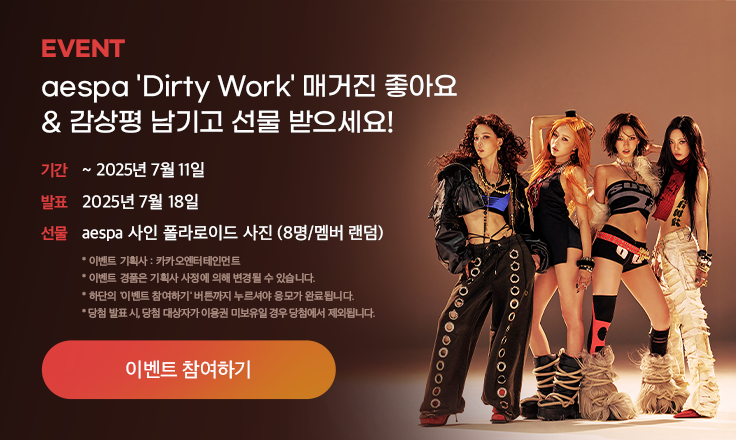 EVENT
aespa 'Dirty Work' 매거진 좋아요
& 감상평 남기고 선물 받으세요!
기간 ~ 2025년 7월 11일
발표 2025년 7월 18일
선물 aespa 사인 폴라로이드 사진 (8명/멤버 랜덤)
* 이벤트 기획사 : 카카오엔터테인먼트
* 이벤트 경품은 기획사 사정에 의해 변경될 수 있습니다.
* 하단의 '이벤트 참여하기' 버튼까지 누르셔야 응모가 완료됩니다.
* 당첨 발표 시, 당첨 대상자가 이용권 미보유일 경우 당첨에서 제외됩니다.
이벤트 참여하기